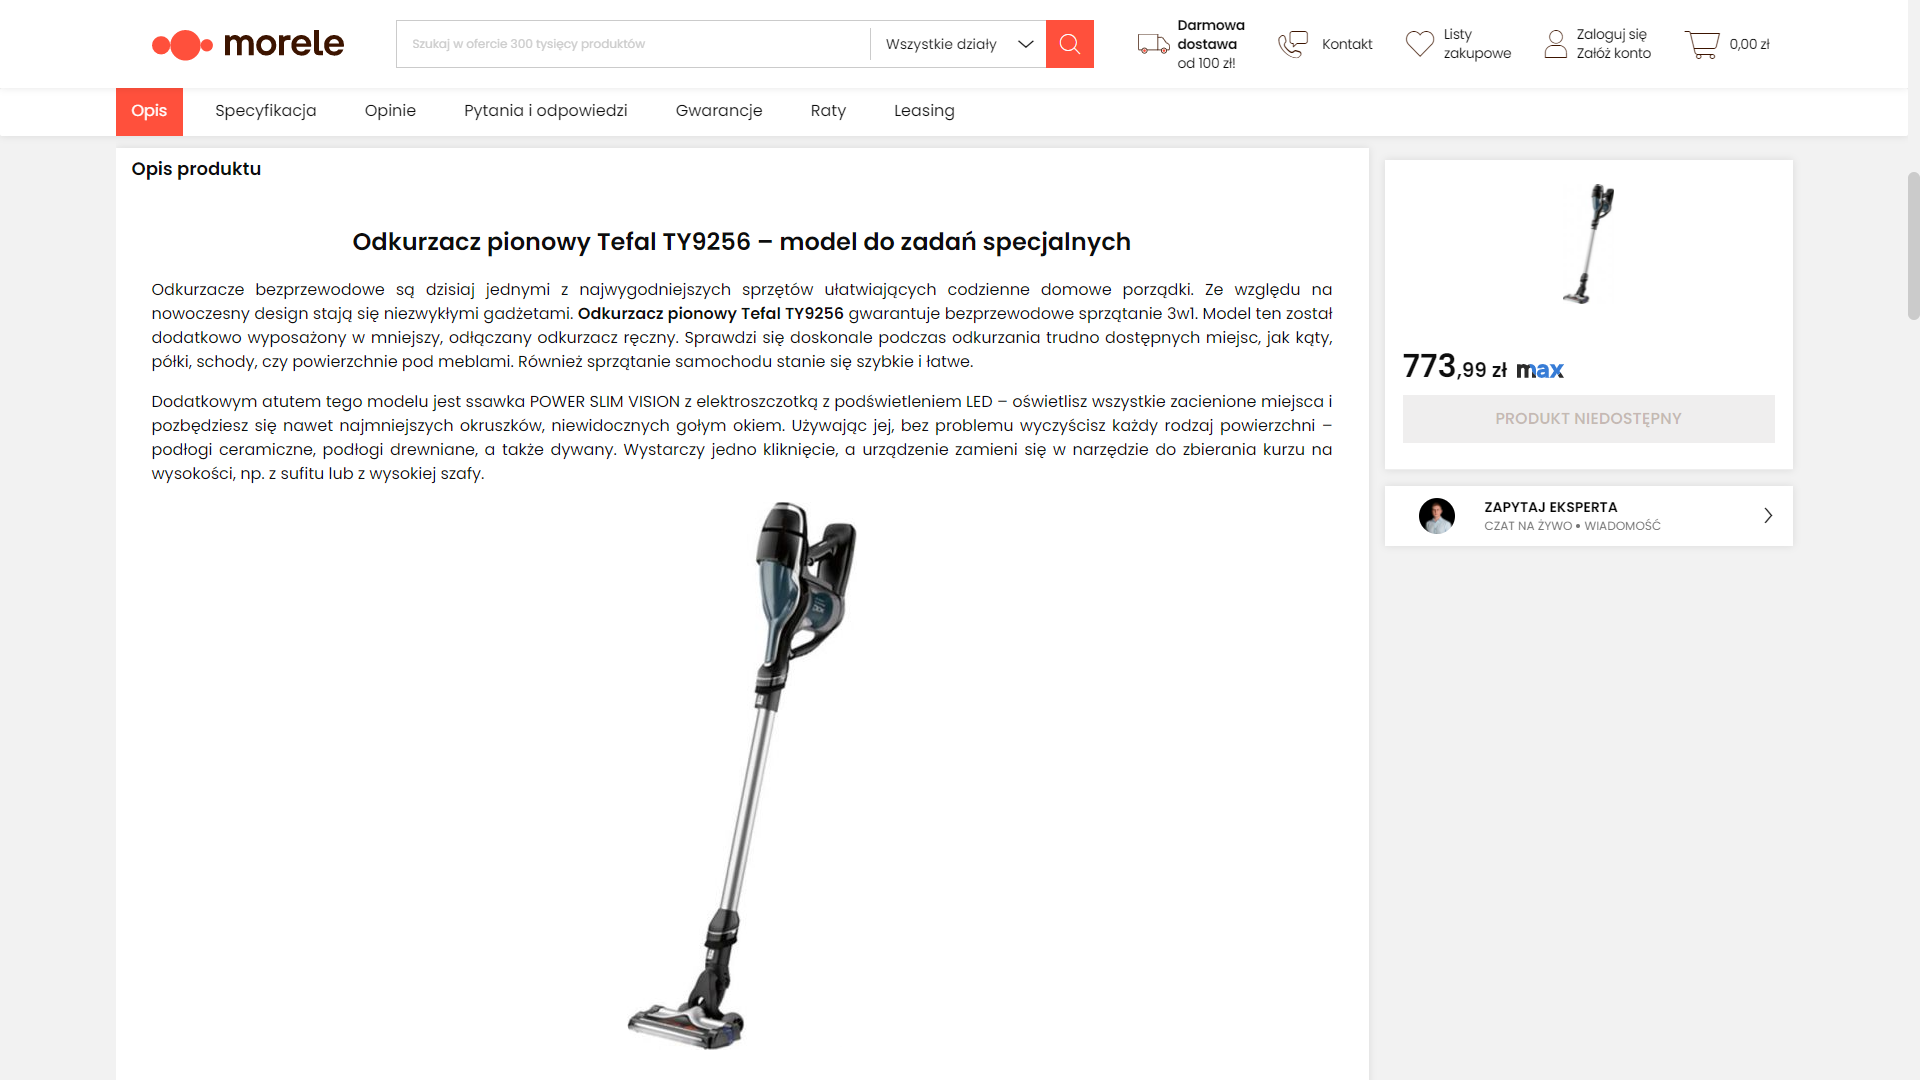 morele
Szukaj w ofercie 300 tysięcy produktów
Wszystkie działy
Darmowa
dostawa
od 100 zł!
Kontakt
Listy
zakupowe
Zaloguj się
Załóż konto
0,00 zł
Opis
Specyfikacja
Opinie
Pytania i odpowiedzi
Gwarancje
Raty
Leasing
Opis produktu
Odkurzacz pionowy Tefal TY9256 – model do zadań specjalnych
Odkurzacze bezprzewodowe są dzisiaj jednymi z najwygodniejszych sprzętów ułatwiających codzienne domowe porządki. Ze względu na
nowoczesny design stają się niezwykłymi gadżetami. Odkurzacz pionowy Tefal TY9256 gwarantuje bezprzewodowe sprzątanie 3w1. Model ten został
dodatkowo wyposażony w mniejszy, odłączany odkurzacz ręczny. Sprawdzi się doskonale podczas odkurzania trudno dostępnych miejsc, jak kąty,
półki, schody, czy powierzchnie pod meblami. Również sprzątanie samochodu stanie się szybkie i łatwe.
Dodatkowym atutem tego modelu jest ssawka POWER SLIM VISION z elektroszczotką z podświetleniem LED – oświetlisz wszystkie zacienione miejsca i
pozbędziesz się nawet najmniejszych okruszków, niewidocznych gołym okiem. Używając jej, bez problemu wyczyścisz każdy rodzaj powierzchni –
podłogi ceramiczne, podłogi drewniane, a także dywany. Wystarczy jedno kliknięcie, a urządzenie zamieni się w narzędzie do zbierania kurzu na
wysokości, np. z sufitu lub z wysokiej szafy.
773,99 zł max
PRODUKT NIEDOSTĘPNY
ZAPYTAJ EKSPERTA
CZAT NA ŻYWO • WIADOMOŚĆ